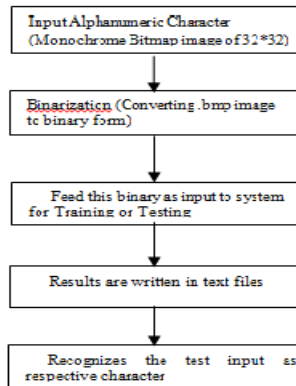 Input Alphanumeric Character
(Monochrome Bitmap image of 32*32)
Binarization (Converting .bmp image
to binary form)
Feed this binary as input to system
for Training or Testing
Results are written in text files
Recognizes the test input as
respective character